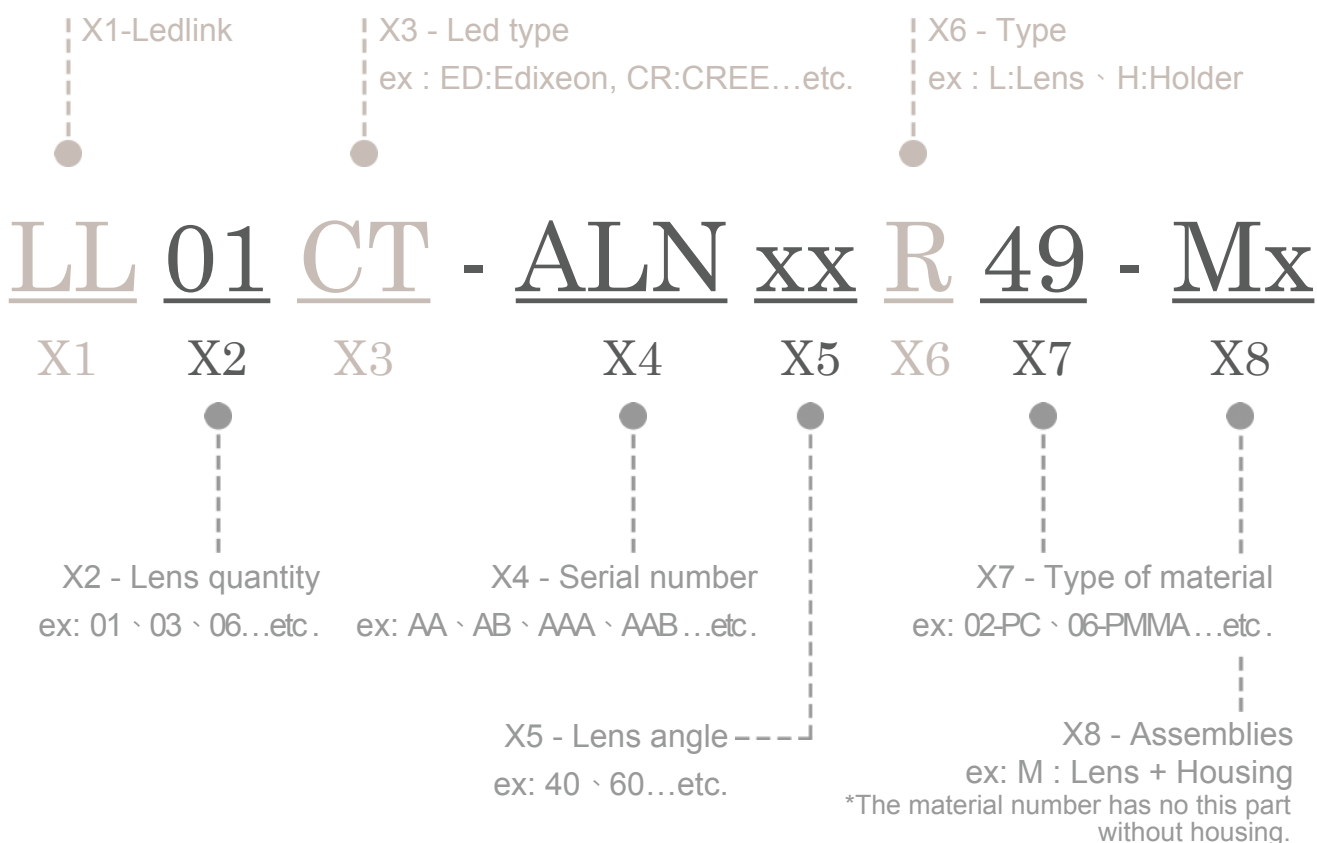 X1-Ledlink
X3 - Led type
ex : ED:Edixeon, CR:CREE…etc.
X6 - Type
ex : L:Lens、H:Holder
LL 01 CT - ALN xx R 49 - Mx
X1 X2 X3 X4 X5 X6 X7 X8
X2 - Lens quantity
ex: 01、03、06…etc.
X4 - Serial number
ex: AA、AB、AAA、AAB…etc.
X7 - Type of material
ex: 02-PC、06-PMMA…etc.
X5 - Lens angle
ex: 40、60…etc.
X8 - Assemblies
ex: M : Lens + Housing
*The material number has no this part
without housing.